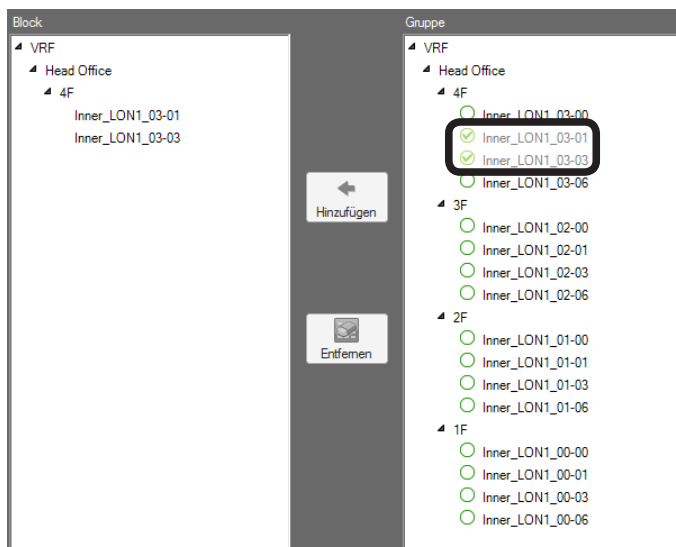 Block
VRF
Head Office
4F
Inner_LON1_03-01
Inner_LON1_03-03
Hinzufügen
Entfernen
Gruppe
VRF
Head Office
4F
Inner_LON1_03-00
Inner_LON1_03-01
Inner_LON1_03-03
Inner_LON1_03-06
3F
Inner_LON1_02-00
Inner_LON1_02-01
Inner_LON1_02-03
Inner_LON1_02-06
2F
Inner_LON1_01-00
Inner_LON1_01-01
Inner_LON1_01-03
Inner_LON1_01-06
1F
Inner_LON1_00-00
Inner_LON1_00-01
Inner_LON1_00-03
Inner_LON1_00-06